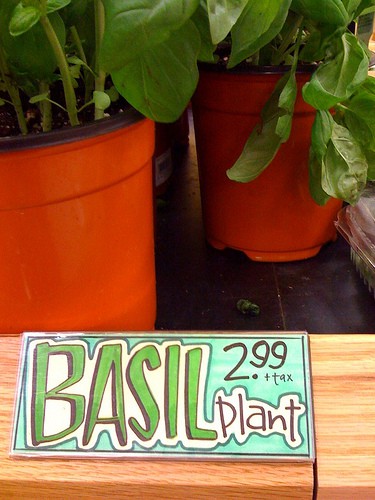 BASIL 2.99
+tax
plant